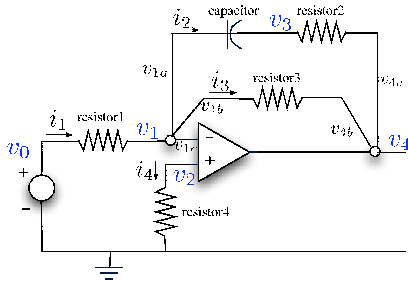 i₂ capacitor v₃ resistor2
v₁ₐ i₃ resistor3 v₄ₐ
v₁b
i₁ resistor1 v₁ v₄b
v₀ v₁c − v₄
+ i₄ + v₂
− resistor4